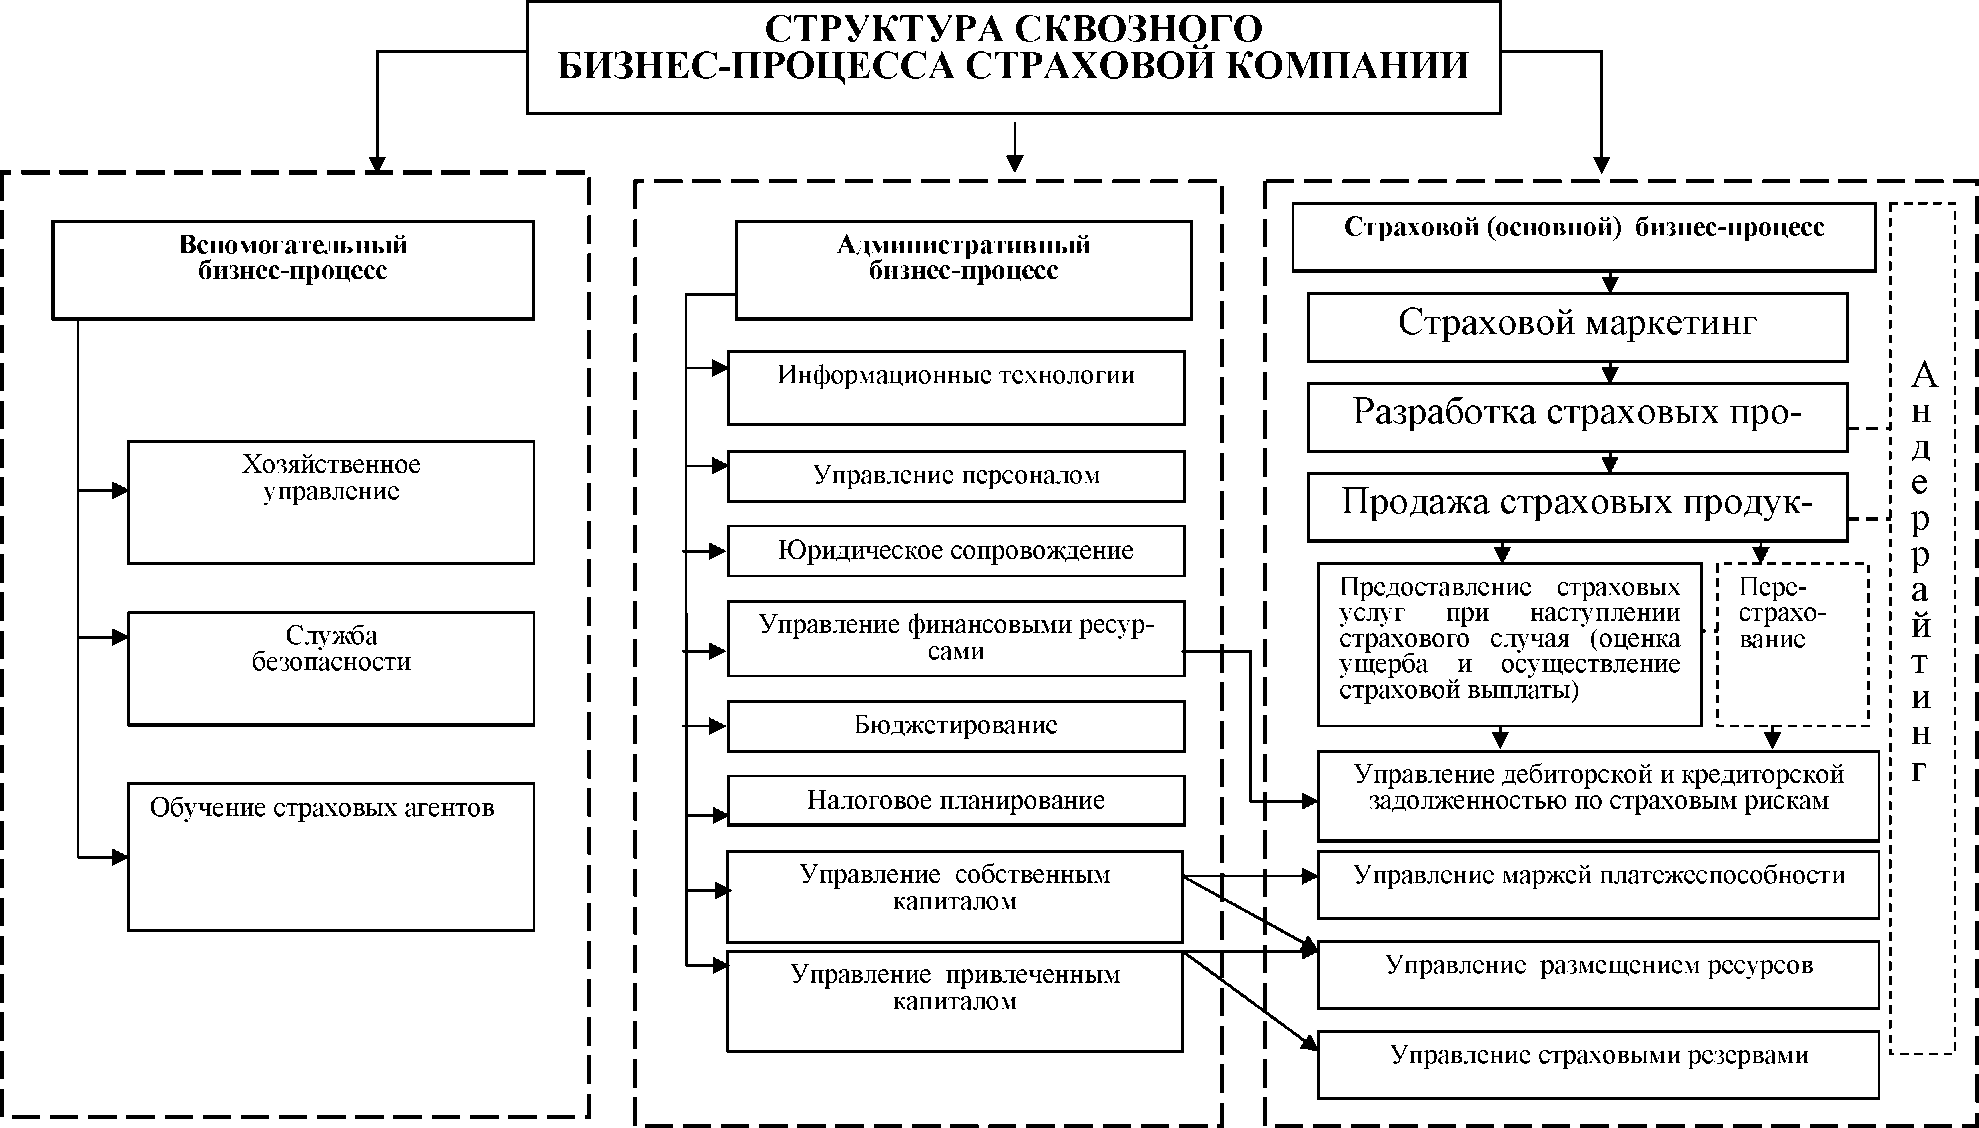 СТРУКТУРА СКВОЗНОГО
БИЗНЕС-ПРОЦЕССА СТРАХОВОЙ КОМПАНИИ
Вспомогательный
бизнес-процесс
Хозяйственное
управление
Служба
безопасности
Обучение страховых агентов
Административный
бизнес-процесс
Информационные технологии
Управление персоналом
Юридическое сопровождение
Управление финансовыми ресур-
сами
Бюджетирование
Налоговое планирование
Управление собственным
капиталом
Управление привлеченным
капиталом
Страховой (основной) бизнес-процесс
Страховой маркетинг
Разработка страховых про-
Продажа страховых продук-
Предоставление страховых
услуг при наступлении
страхового случая (оценка
ущерба и осуществление
страховой выплаты)
Пере-
страхо-
вание
Управление дебиторской и кредиторской
задолженностью по страховым рискам
Управление маржей платежеспособности
Управление размещением ресурсов
Управление страховыми резервами
Андеррайтинг